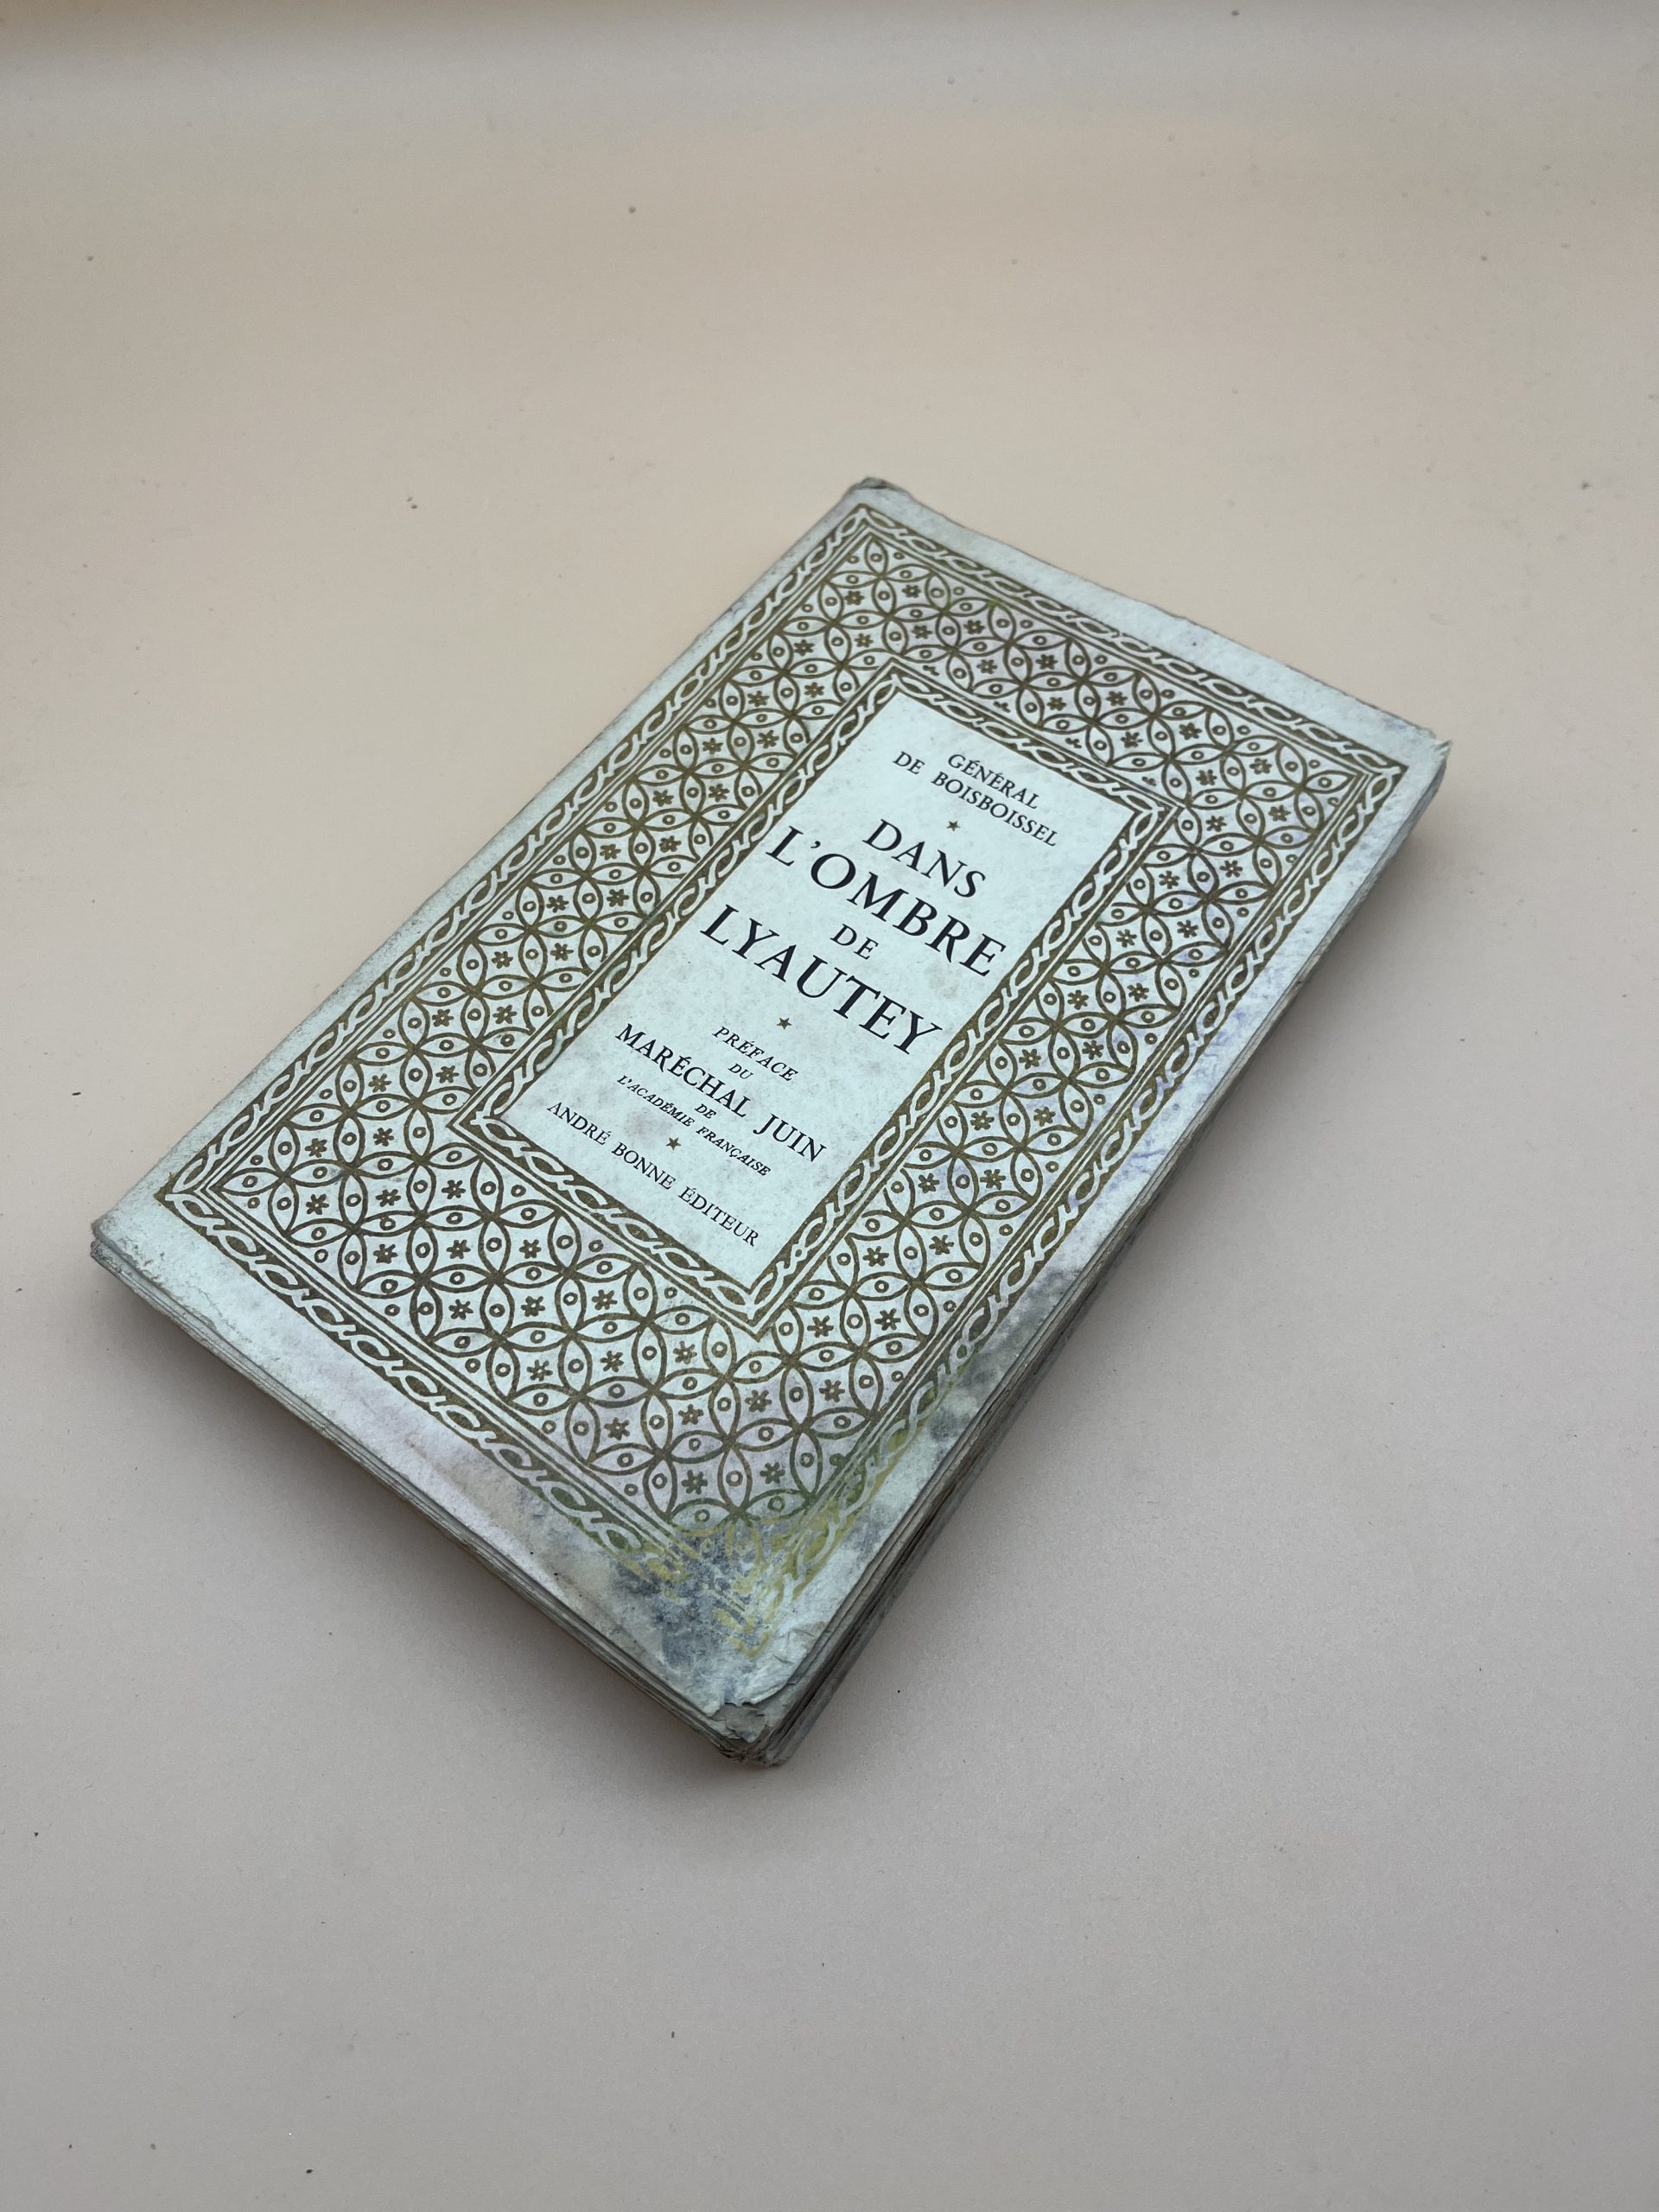 GÉNÉRAL
DE BOISBOISSEL
DANS
L'OMBRE
DE
LYAUTEY
PRÉFACE
DU
MARÉCHAL JUIN
DE
L'ACADÉMIE FRANÇAISE
ANDRÉ BONNE ÉDITEUR